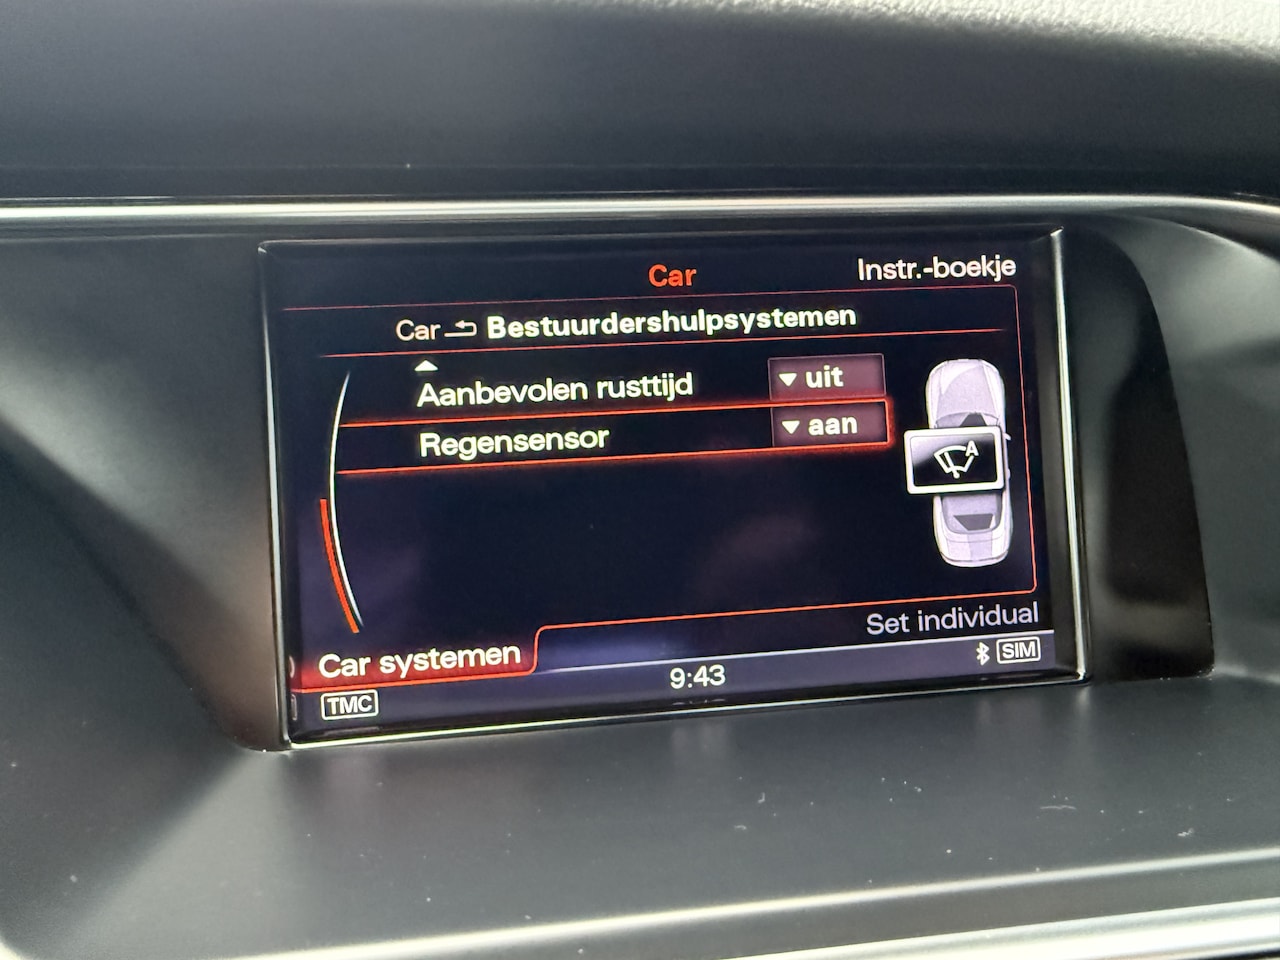 Car
Instr.-boekje
Car Bestuurdershulpsystemen
Aanbevolen rusttijd uit
Regensensor aan
A
Set individual
Car systemen
TMC 9:43 SIM